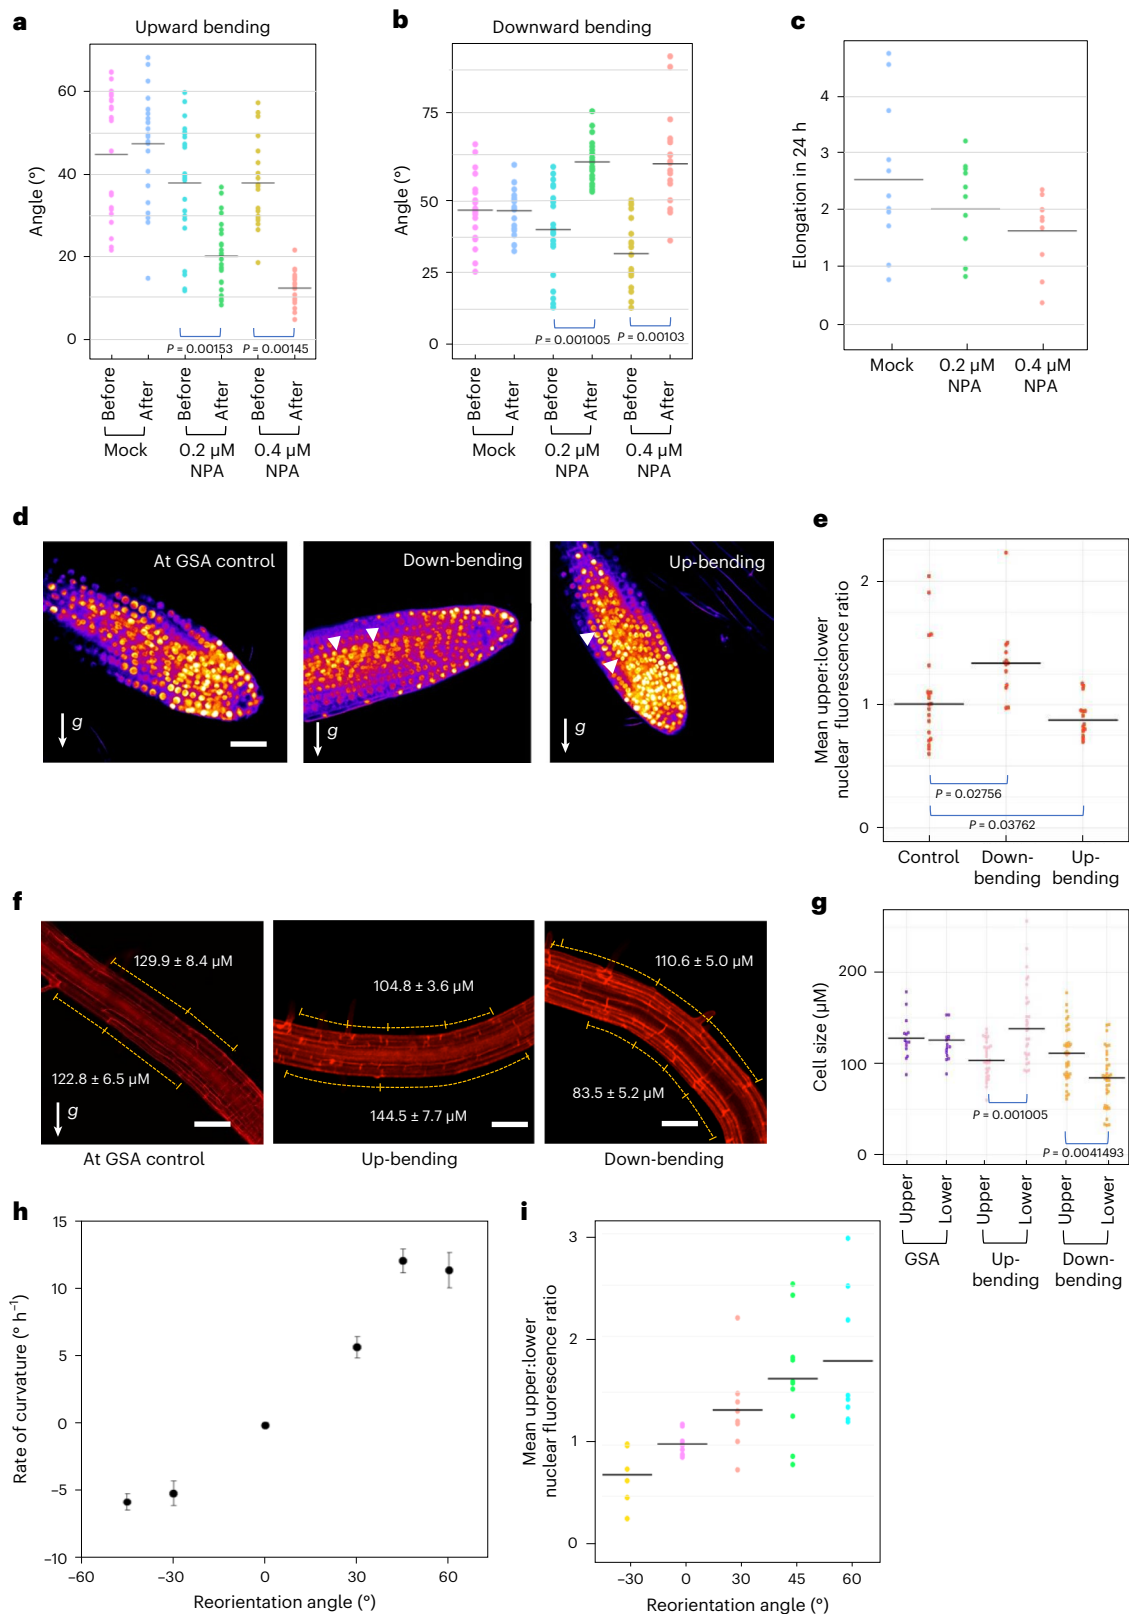 a
Upward bending
Angle (°)
60
40
20
0
P = 0.00153
P = 0.00145
Before
After
Before
After
Before
After
Mock
0.2 µM
NPA
0.4 µM
NPA
b
Downward bending
Angle (°)
75
50
25
0
P = 0.001005
P = 0.00103
Before
After
Before
After
Before
After
Mock
0.2 µM
NPA
0.4 µM
NPA
c
Elongation in 24 h
4
3
2
1
0
Mock
0.2 µM
NPA
0.4 µM
NPA
d
At GSA control
g
Down-bending
g
Up-bending
g
e
Mean upper:lower
nuclear fluorescence ratio
2
1
0
P = 0.02756
P = 0.03762
Control
Down-
bending
Up-
bending
f
129.9 ± 8.4 µM
122.8 ± 6.5 µM
g
At GSA control
104.8 ± 3.6 µM
144.5 ± 7.7 µM
Up-bending
110.6 ± 5.0 µM
83.5 ± 5.2 µM
Down-bending
g
Cell size (µM)
200
100
0
P = 0.001005
P = 0.0041493
Upper
Lower
Upper
Lower
Upper
Lower
GSA
Up-
bending
Down-
bending
h
Rate of curvature (° h⁻¹)
15
10
5
0
−5
−10
−60
−30
0
30
60
Reorientation angle (°)
i
Mean upper:lower
nuclear fluorescence ratio
3
2
1
0
−30
0
30
45
60
Reorientation angle (°)